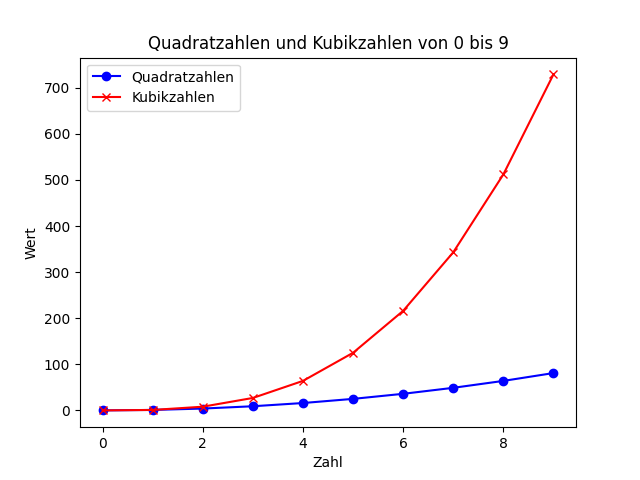 Quadratzahlen und Kubikzahlen von 0 bis 9
Quadratzahlen
Kubikzahlen
Wert
700
600
500
400
300
200
100
0
0 2 4 6 8
Zahl